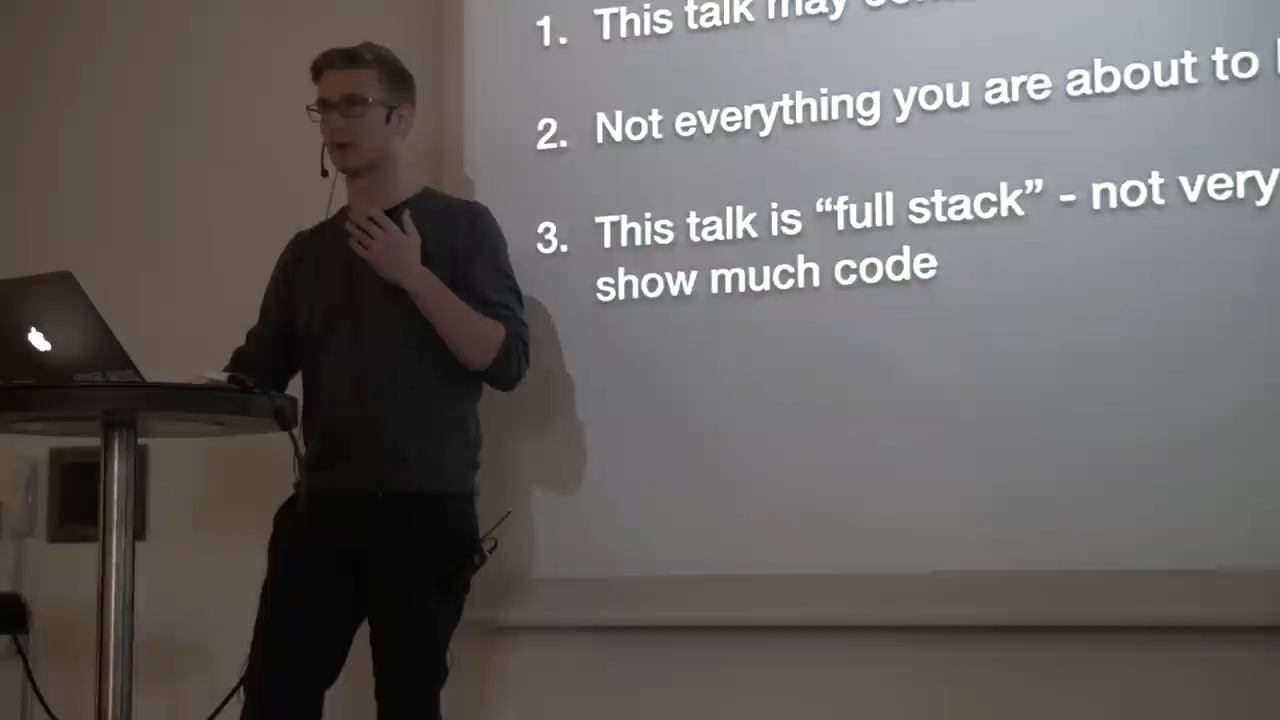 1. This talk may
2. Not everything you are about to
3. This talk is “full stack” - not very
show much code